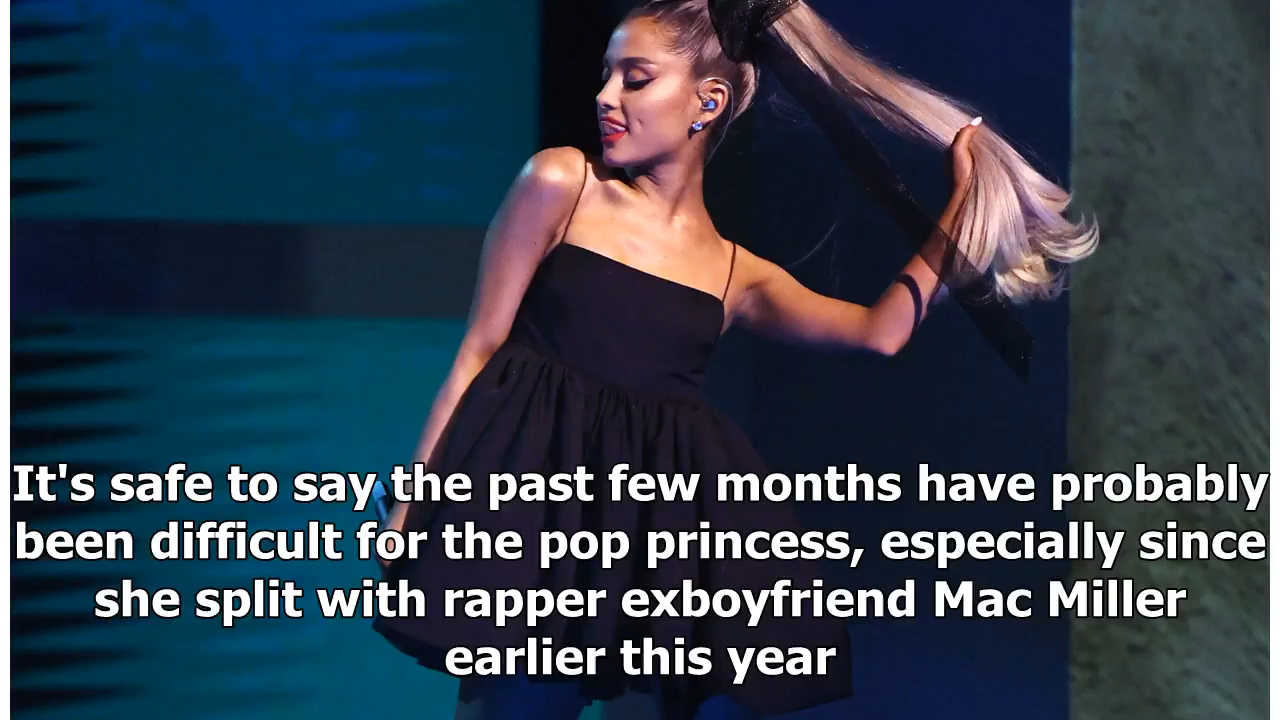 It's safe to say the past few months have probably
been difficult for the pop princess, especially since
she split with rapper exboyfriend Mac Miller
earlier this year